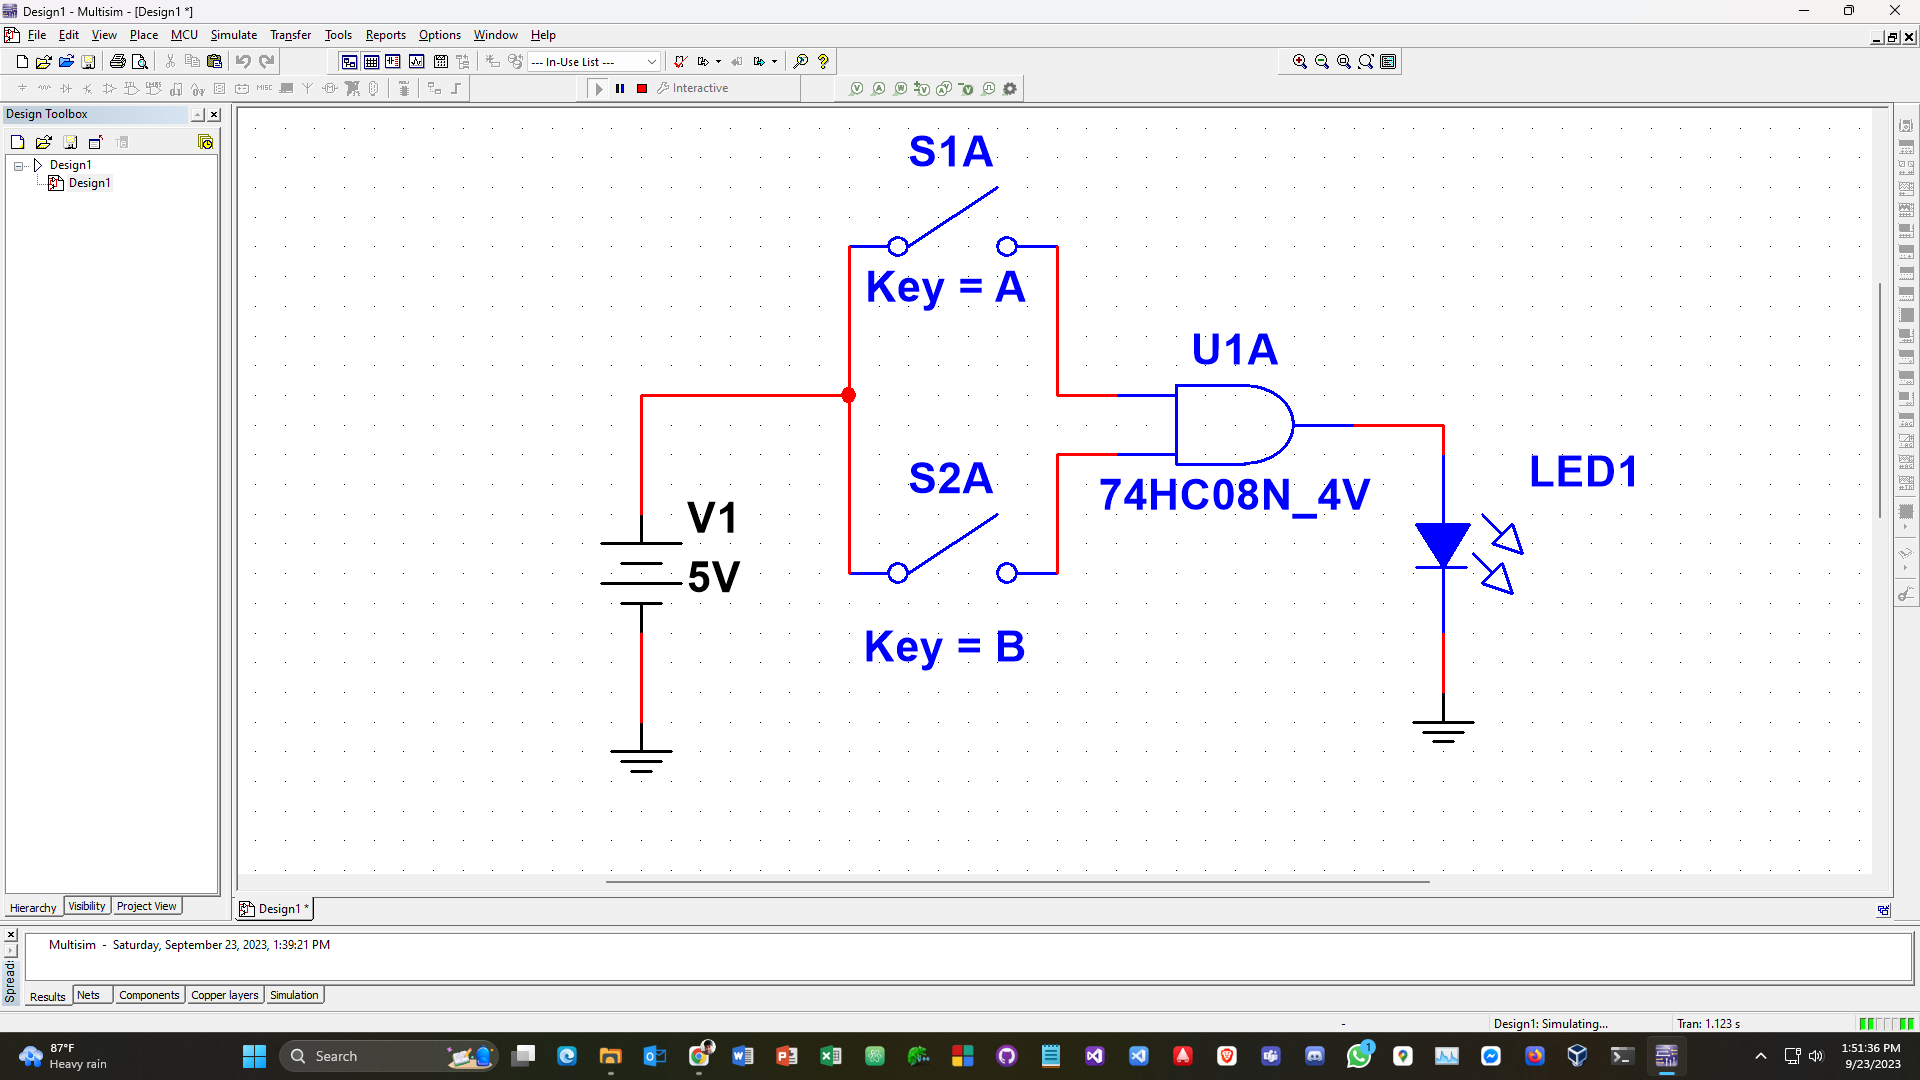 Design1 - Multisim - [Design1 *]
File Edit View Place MCU Simulate Transfer Tools Reports Options Window Help
--- In-Use List ---
Interactive
Design Toolbox
Design1
Design1
S1A
Key = A
U1A
74HC08N_4V
S2A
Key = B
V1
5V
LED1
Hierarchy Visibility Project View
Design1 *
Multisim - Saturday, September 23, 2023, 1:39:21 PM
Spread:
Results Nets Components Copper layers Simulation
- Design1: Simulating... Tran: 1.123 s
87°F
Heavy rain
Search
1
1:51:36 PM
9/23/2023